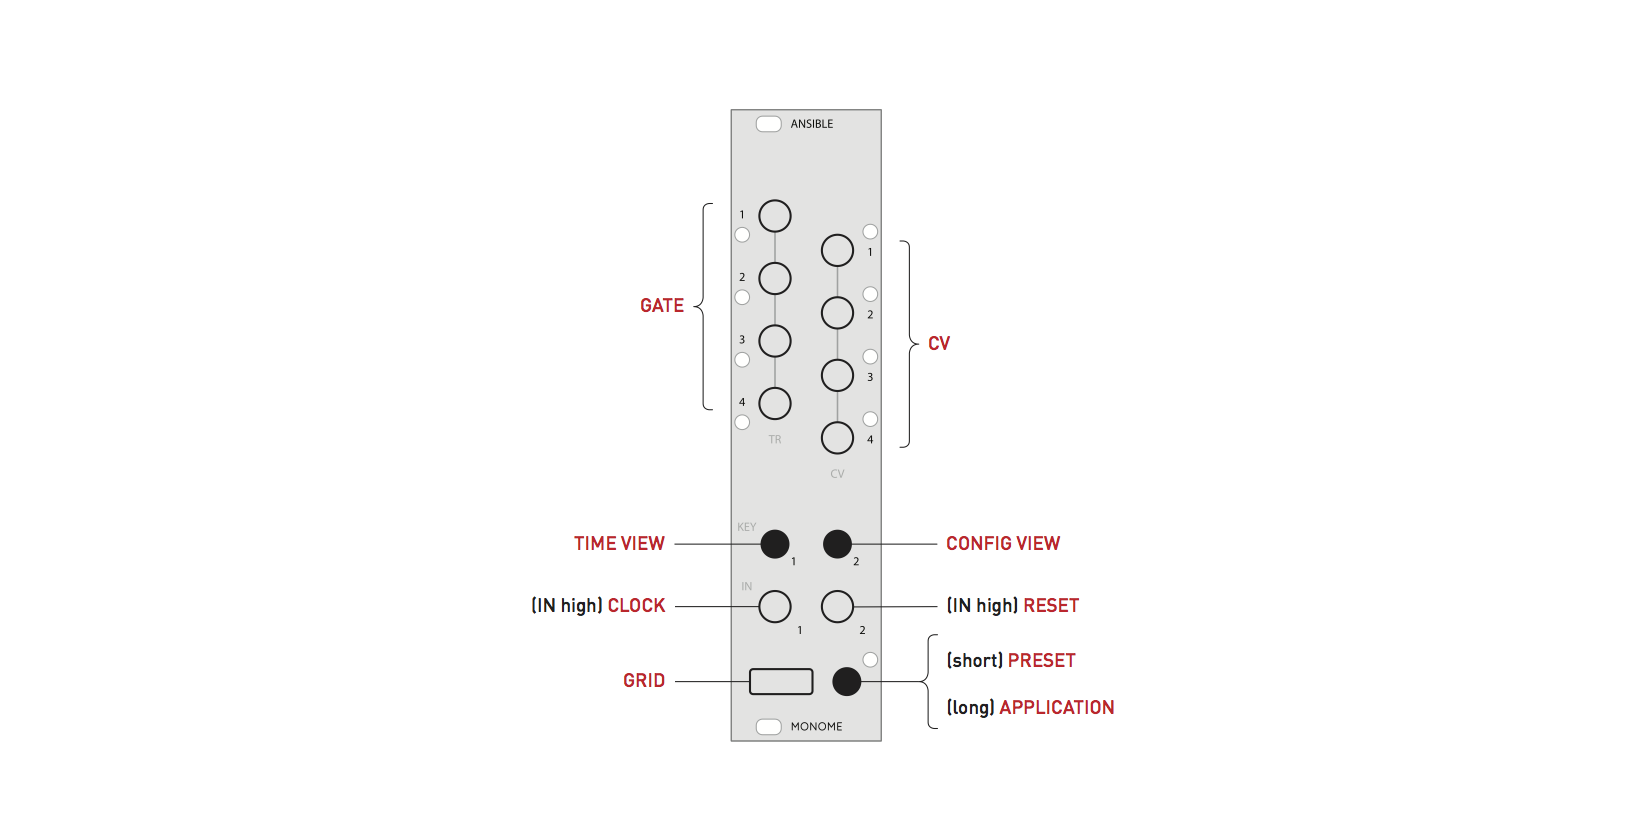 ANSIBLE
1
1
2
2
GATE
3
CV
3
4
4
TR
CV
KEY
TIME VIEW
CONFIG VIEW
1
2
IN
(IN high) CLOCK
(IN high) RESET
1
2
(short) PRESET
GRID
(long) APPLICATION
MONOME